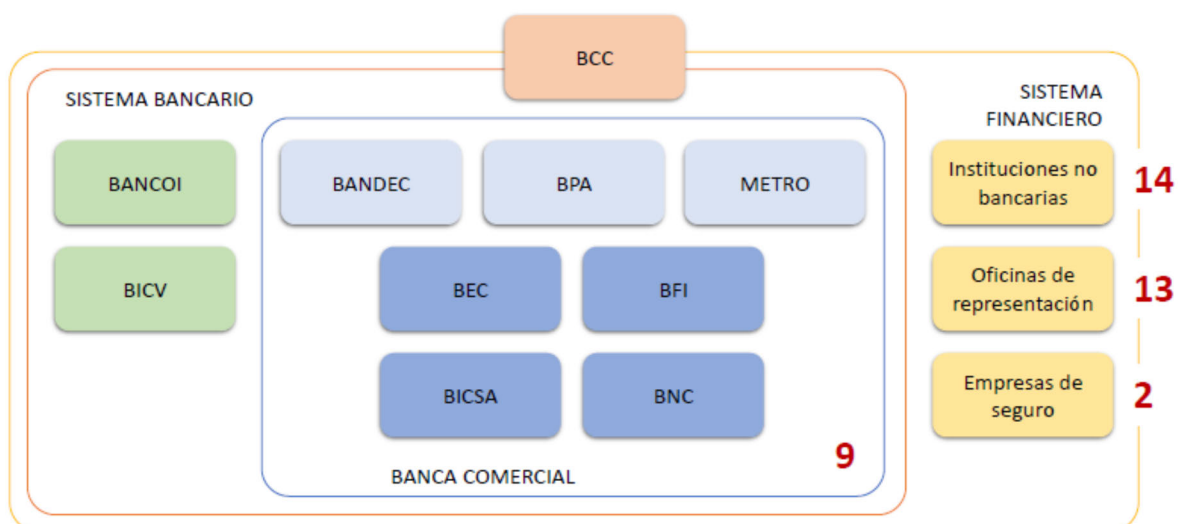 BCC
SISTEMA BANCARIO
SISTEMA
FINANCIERO
BANCOI
BANDEC
BPA
METRO
Instituciones no
bancarias
14
BICV
BEC
BFI
Oficinas de
representación
13
BICSA
BNC
Empresas de
seguro
2
9
BANCA COMERCIAL